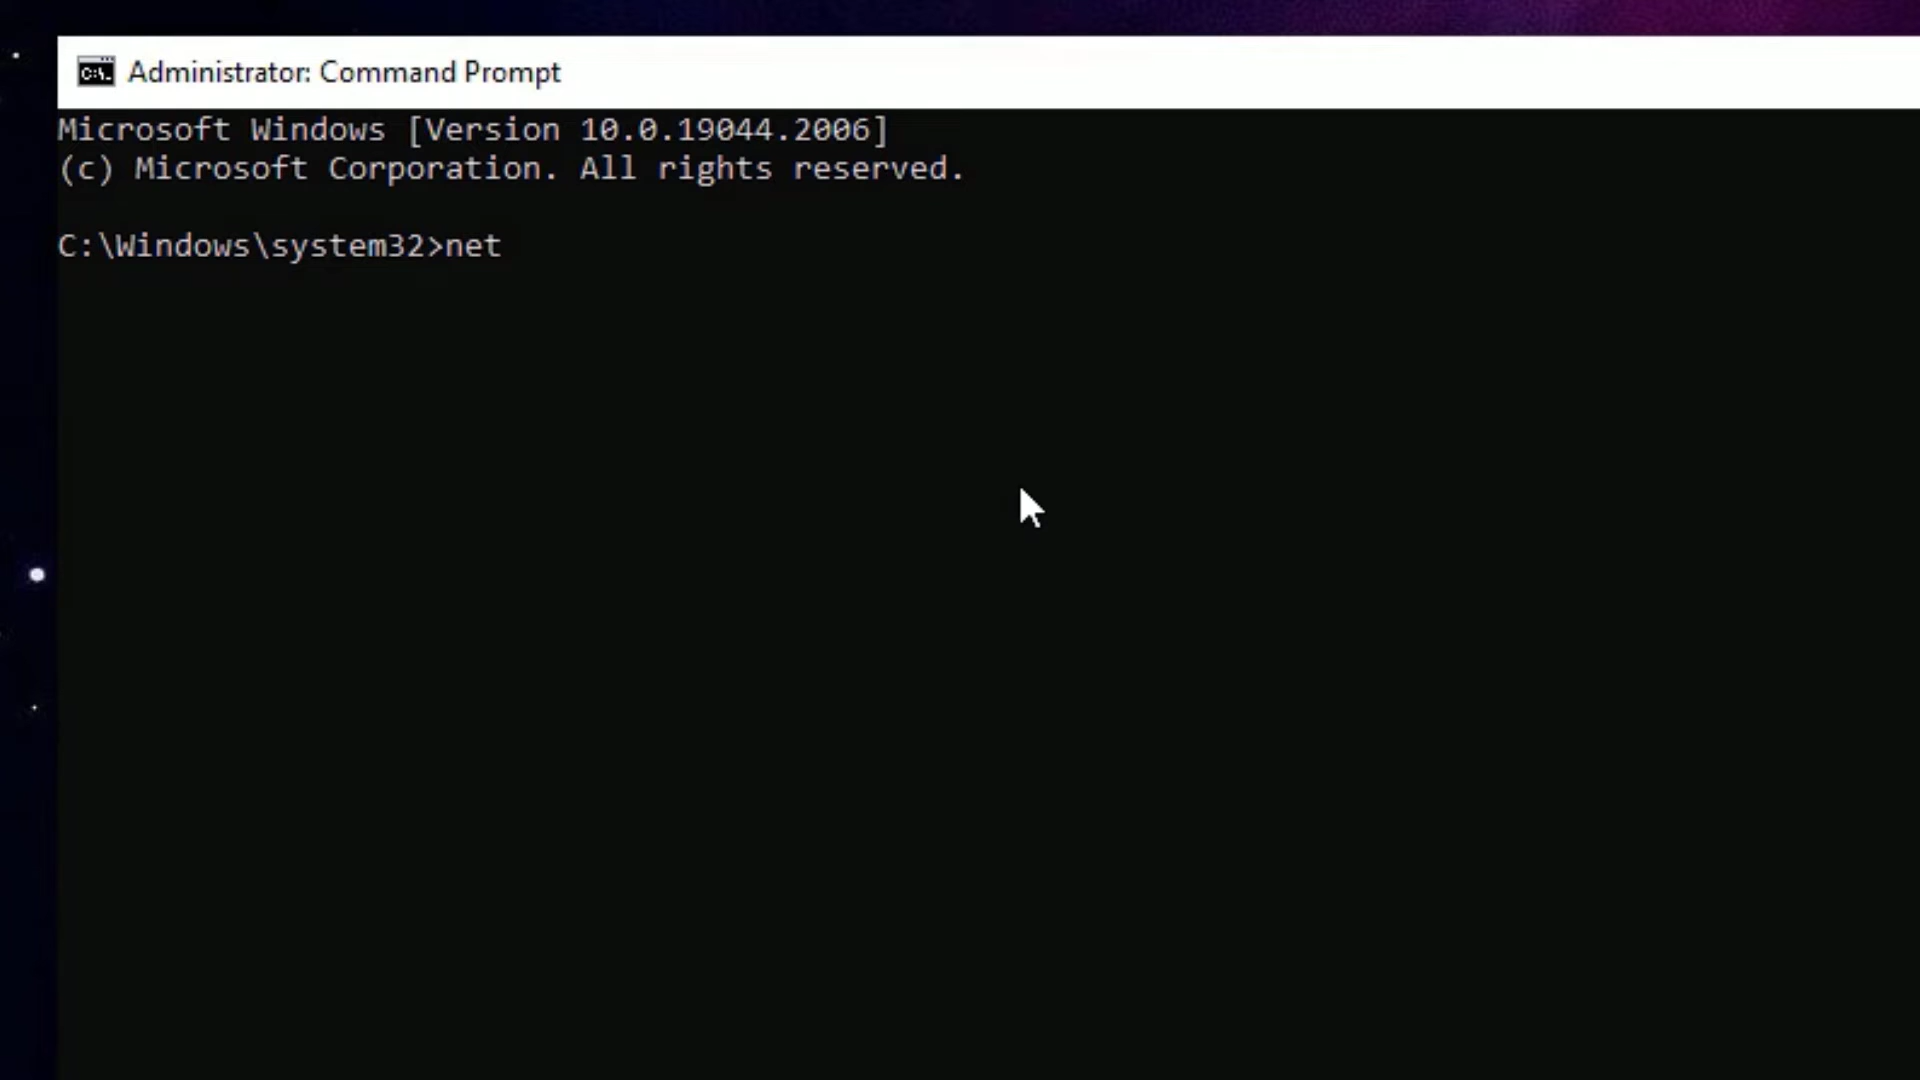 C:\. Administrator: Command Prompt
Microsoft Windows [Version 10.0.19044.2006]
(c) Microsoft Corporation. All rights reserved.
C:\Windows\system32>net